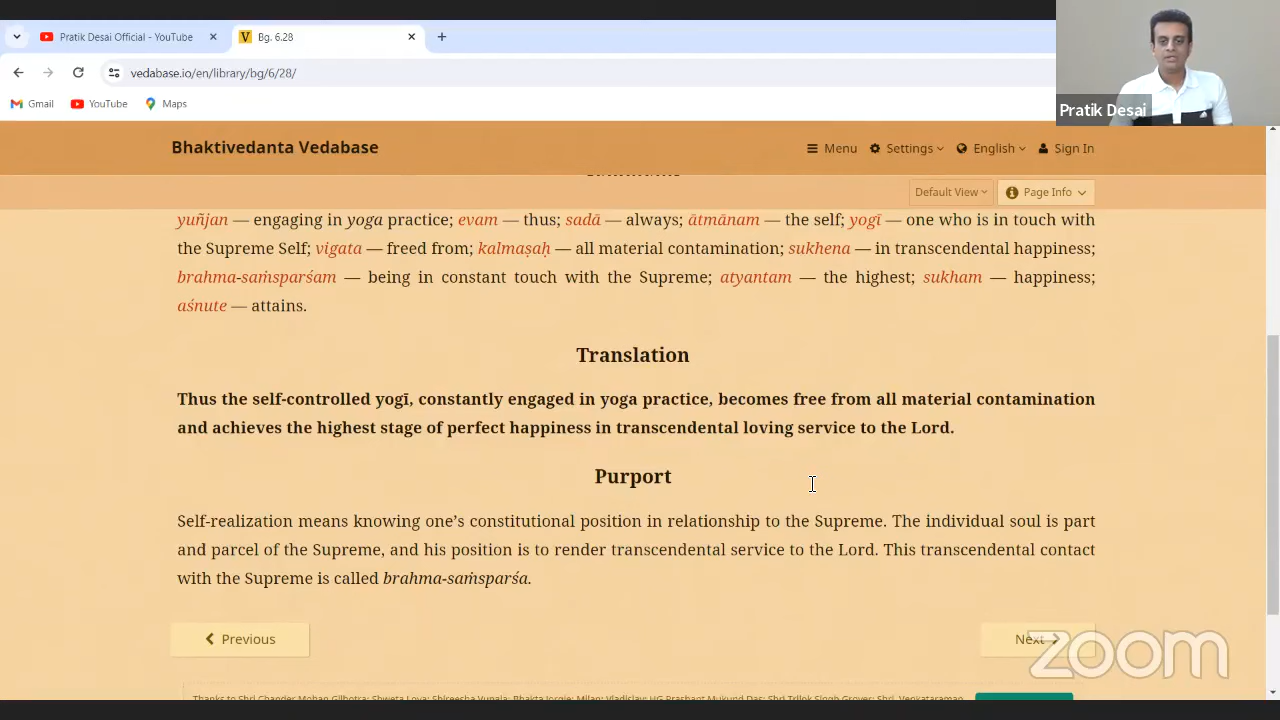 Pratik Desai Official - YouTube
Bg. 6.28
vedabase.io/en/library/bg/6/28/
Gmail
YouTube
Maps
Pratik Desai
Bhaktivedanta Vedabase
Menu
Settings
English
Sign In
Default View
Page Info
yuñjan — engaging in yoga practice; evam — thus; sadā — always; ātmānam — the self; yogī — one who is in touch with
the Supreme Self; vigata — freed from; kalmaṣaḥ — all material contamination; sukhena — in transcendental happiness;
brahma-saṁsparśam — being in constant touch with the Supreme; atyantam — the highest; sukham — happiness;
aśnute — attains.
Translation
Thus the self-controlled yogī, constantly engaged in yoga practice, becomes free from all material contamination
and achieves the highest stage of perfect happiness in transcendental loving service to the Lord.
Purport
Self-realization means knowing one’s constitutional position in relationship to the Supreme. The individual soul is part
and parcel of the Supreme, and his position is to render transcendental service to the Lord. This transcendental contact
with the Supreme is called brahma-saṁsparśa.
Previous
Next
zoom
Thanks to Shri Chander Mohan